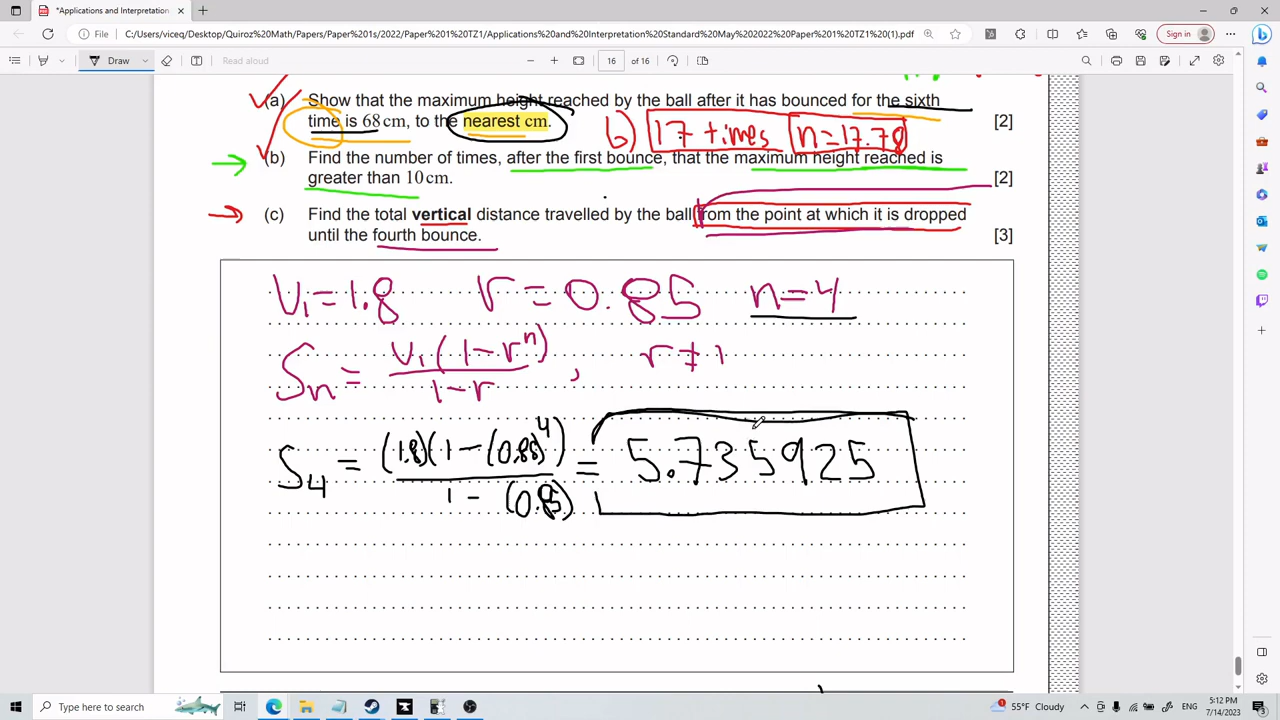 *Applications and Interpretation
File
C:/Users/viceq/Desktop/Quiroz%20Math/Papers/Paper%201s/2022/Paper%201%20TZ1/Applications%20and%20Interpretation%20Standard%20May%202022%20Paper%201%20TZ1%20(1).pdf
Sign in
Draw
Read aloud
16 of 16
(a) Show that the maximum height reached by the ball after it has bounced for the sixth
time is 68 cm, to the nearest cm. [2]
b) 17 times n=17.78
(b) Find the number of times, after the first bounce, that the maximum height reached is
greater than 10 cm. [2]
(c) Find the total vertical distance travelled by the ball from the point at which it is dropped
until the fourth bounce. [3]
U₁=1.8 r=0.85 n=4
Sn = U₁(1-rⁿ) / 1-r , r≠1
S₄ = (1.8)(1-(0.85)⁴) / 1-(0.85) = 5.735925
Type here to search
55°F Cloudy
5:12 PM
7/14/2023